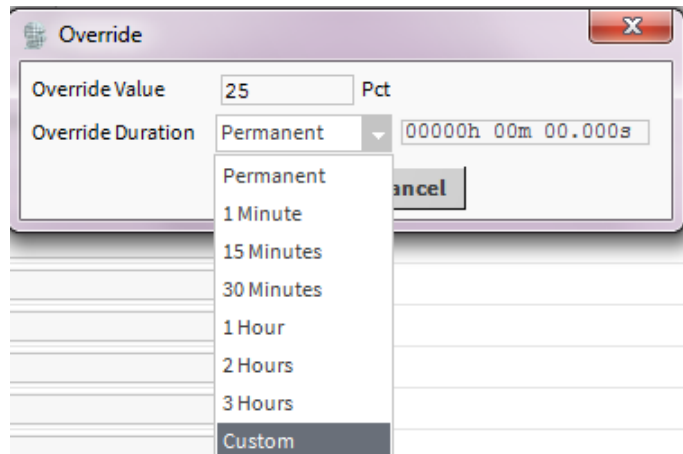 Override
X
Override Value 25 Pct
Override Duration Permanent 00000h 00m 00.000s
Permanent
1 Minute
15 Minutes
30 Minutes
1 Hour
2 Hours
3 Hours
Custom